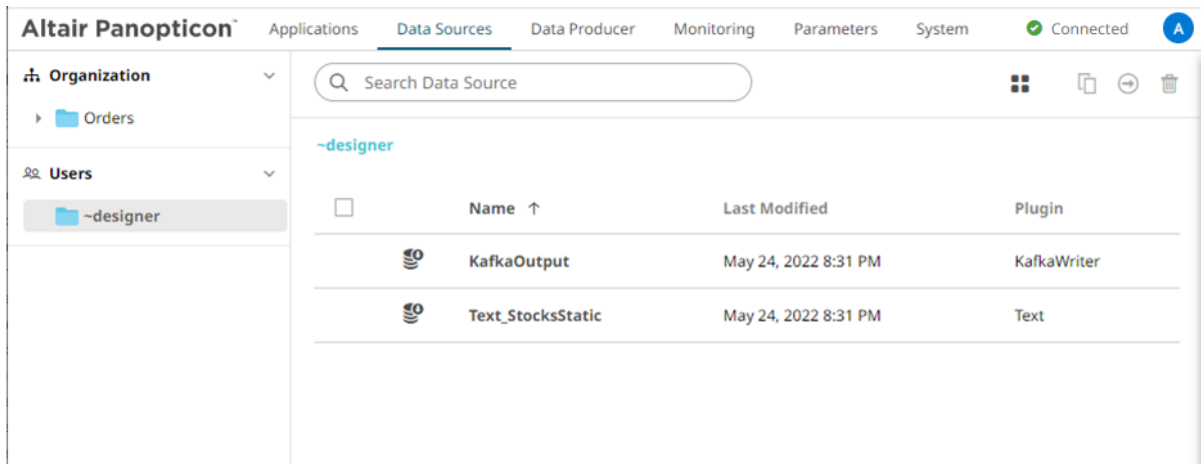 Altair Panopticon™ Applications Data Sources Data Producer Monitoring Parameters System Connected A
Organization
Orders
Users
~designer
Search Data Source
~designer
Name ↑ Last Modified Plugin
KafkaOutput May 24, 2022 8:31 PM KafkaWriter
Text_StocksStatic May 24, 2022 8:31 PM Text